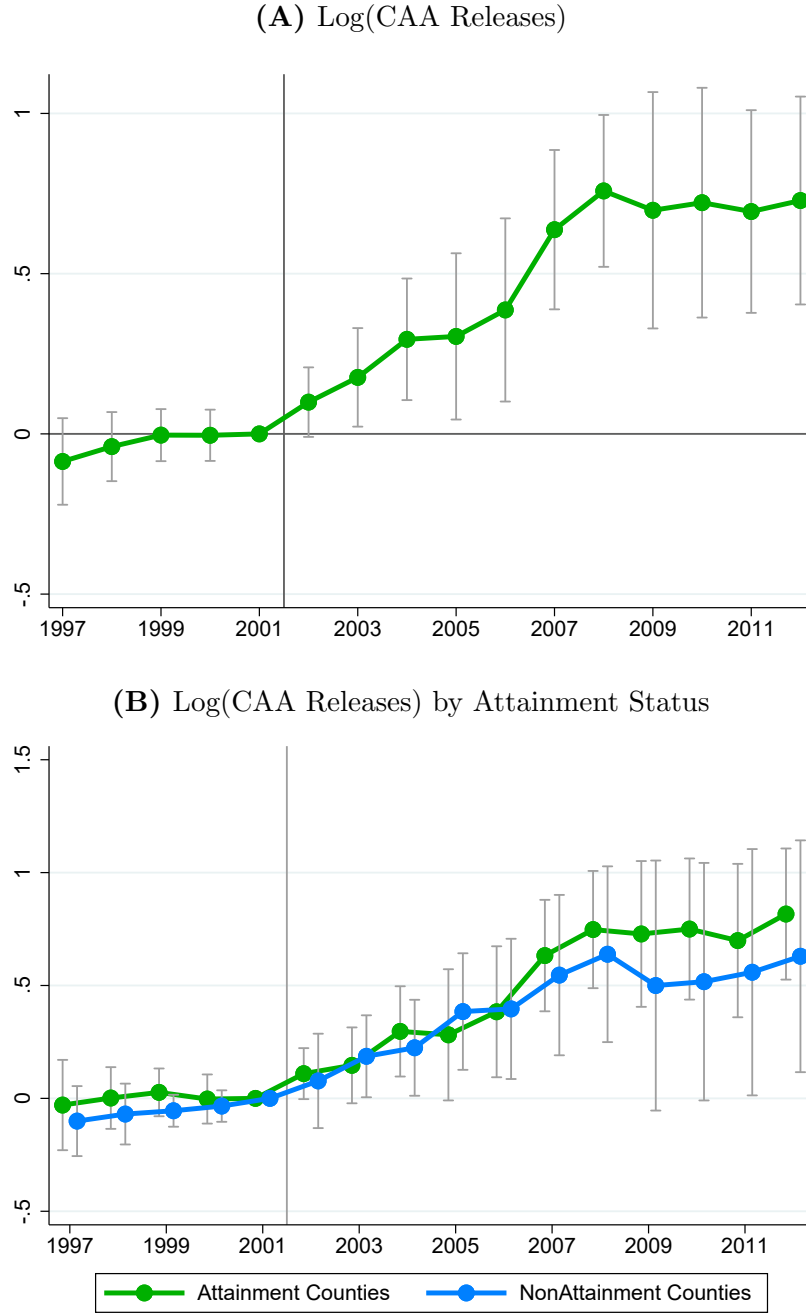 (A) Log(CAA Releases)
1
.5
0
-.5
1997 1999 2001 2003 2005 2007 2009 2011
(B) Log(CAA Releases) by Attainment Status
1.5
1
.5
0
-.5
1997 1999 2001 2003 2005 2007 2009 2011
Attainment Counties NonAttainment Counties